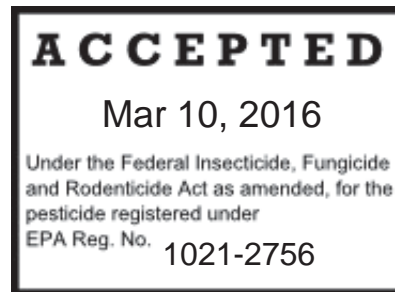 ACCEPTED
Mar 10, 2016
Under the Federal Insecticide, Fungicide
and Rodenticide Act as amended, for the
pesticide registered under
EPA Reg. No. 1021-2756